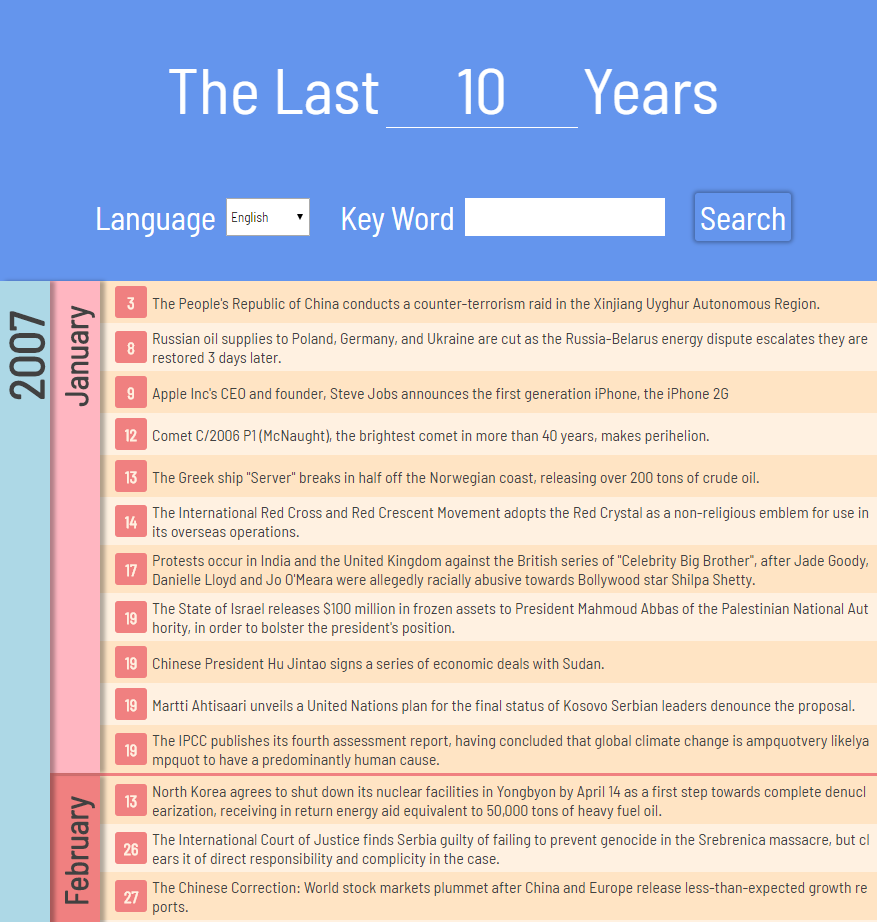 The Last 10 Years
Language English Key Word Search
2007
January
3 The People's Republic of China conducts a counter-terrorism raid in the Xinjiang Uyghur Autonomous Region.
8 Russian oil supplies to Poland, Germany, and Ukraine are cut as the Russia-Belarus energy dispute escalates they are
restored 3 days later.
9 Apple Inc's CEO and founder, Steve Jobs announces the first generation iPhone, the iPhone 2G
12 Comet C/2006 P1 (McNaught), the brightest comet in more than 40 years, makes perihelion.
13 The Greek ship "Server" breaks in half off the Norwegian coast, releasing over 200 tons of crude oil.
14 The International Red Cross and Red Crescent Movement adopts the Red Crystal as a non-religious emblem for use in
its overseas operations.
17 Protests occur in India and the United Kingdom against the British series of "Celebrity Big Brother", after Jade Goody,
Danielle Lloyd and Jo O'Meara were allegedly racially abusive towards Bollywood star Shilpa Shetty.
19 The State of Israel releases $100 million in frozen assets to President Mahmoud Abbas of the Palestinian National Aut
hority, in order to bolster the president's position.
19 Chinese President Hu Jintao signs a series of economic deals with Sudan.
19 Martti Ahtisaari unveils a United Nations plan for the final status of Kosovo Serbian leaders denounce the proposal.
19 The IPCC publishes its fourth assessment report, having concluded that global climate change is ampquotvery likelya
mpquot to have a predominantly human cause.
February
13 North Korea agrees to shut down its nuclear facilities in Yongbyon by April 14 as a first step towards complete denucl
earization, receiving in return energy aid equivalent to 50,000 tons of heavy fuel oil.
26 The International Court of Justice finds Serbia guilty of failing to prevent genocide in the Srebrenica massacre, but cl
ears it of direct responsibility and complicity in the case.
27 The Chinese Correction: World stock markets plummet after China and Europe release less-than-expected growth re
ports.